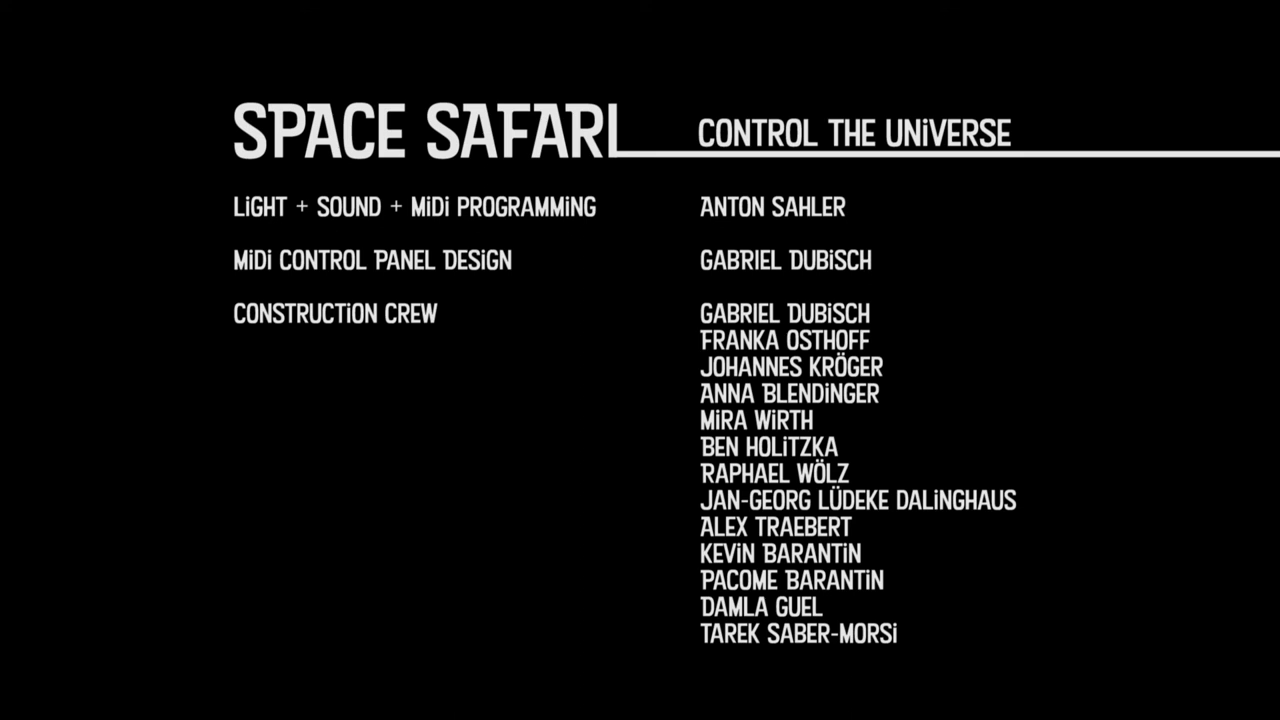 SPACE SAFARI CONTROL THE UNiVERSE
LiGHT + SOUND + MiDi PROGRAMMiNG ANTON SAHLER
MiDi CONTROL PANEL DESiGN GABRIEL DUBiSCH
CONSTRUCTiON CREW GABRIEL DUBiSCH
FRANKA OSTHOFF
JOHANNES KRÖGER
ANNA BLENDiNGER
MiRA WiRTH
BEN HOLiTZKA
RAPHAEL WÖLZ
JAN-GEORG LÜDEKE DALiNGHAUS
ALEX TRAEBERT
KEViN BARANTiN
PACOME BARANTiN
DAMLA GUEL
TAREK SABER-MORSi